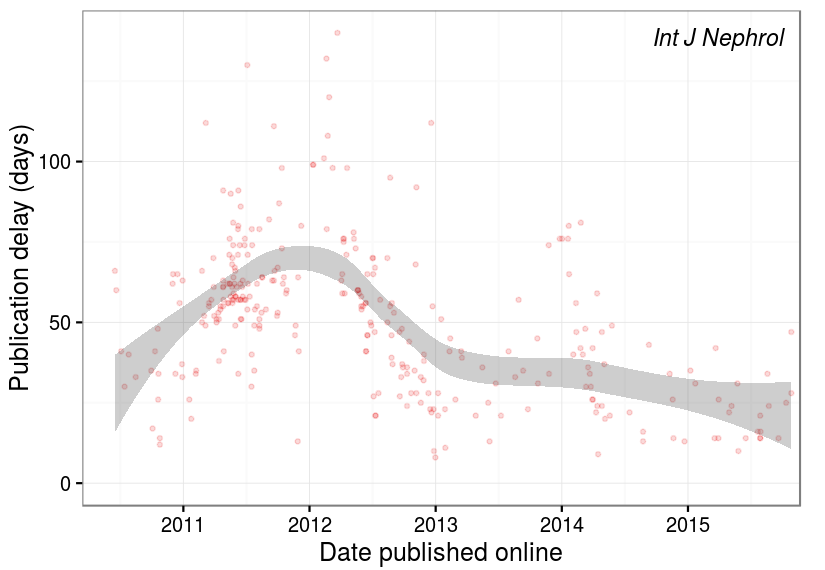 Int J Nephrol
Publication delay (days)
100
50
0
2011 2012 2013 2014 2015
Date published online